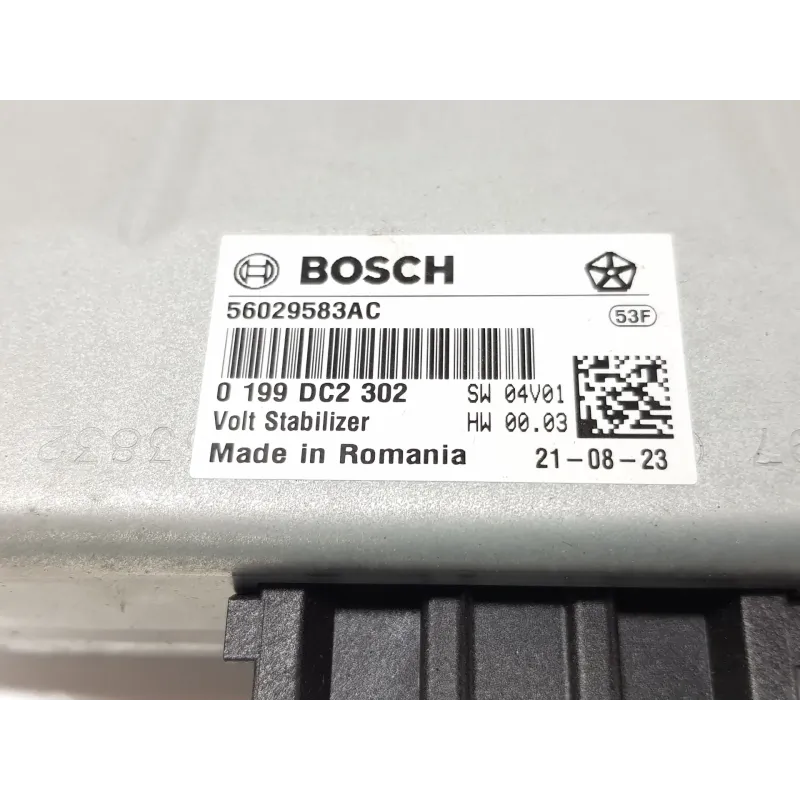 BOSCH
56029583AC
53F
0 199 DC2 302 SW 04V01
Volt Stabilizer HW 00.03
Made in Romania 21-08-23